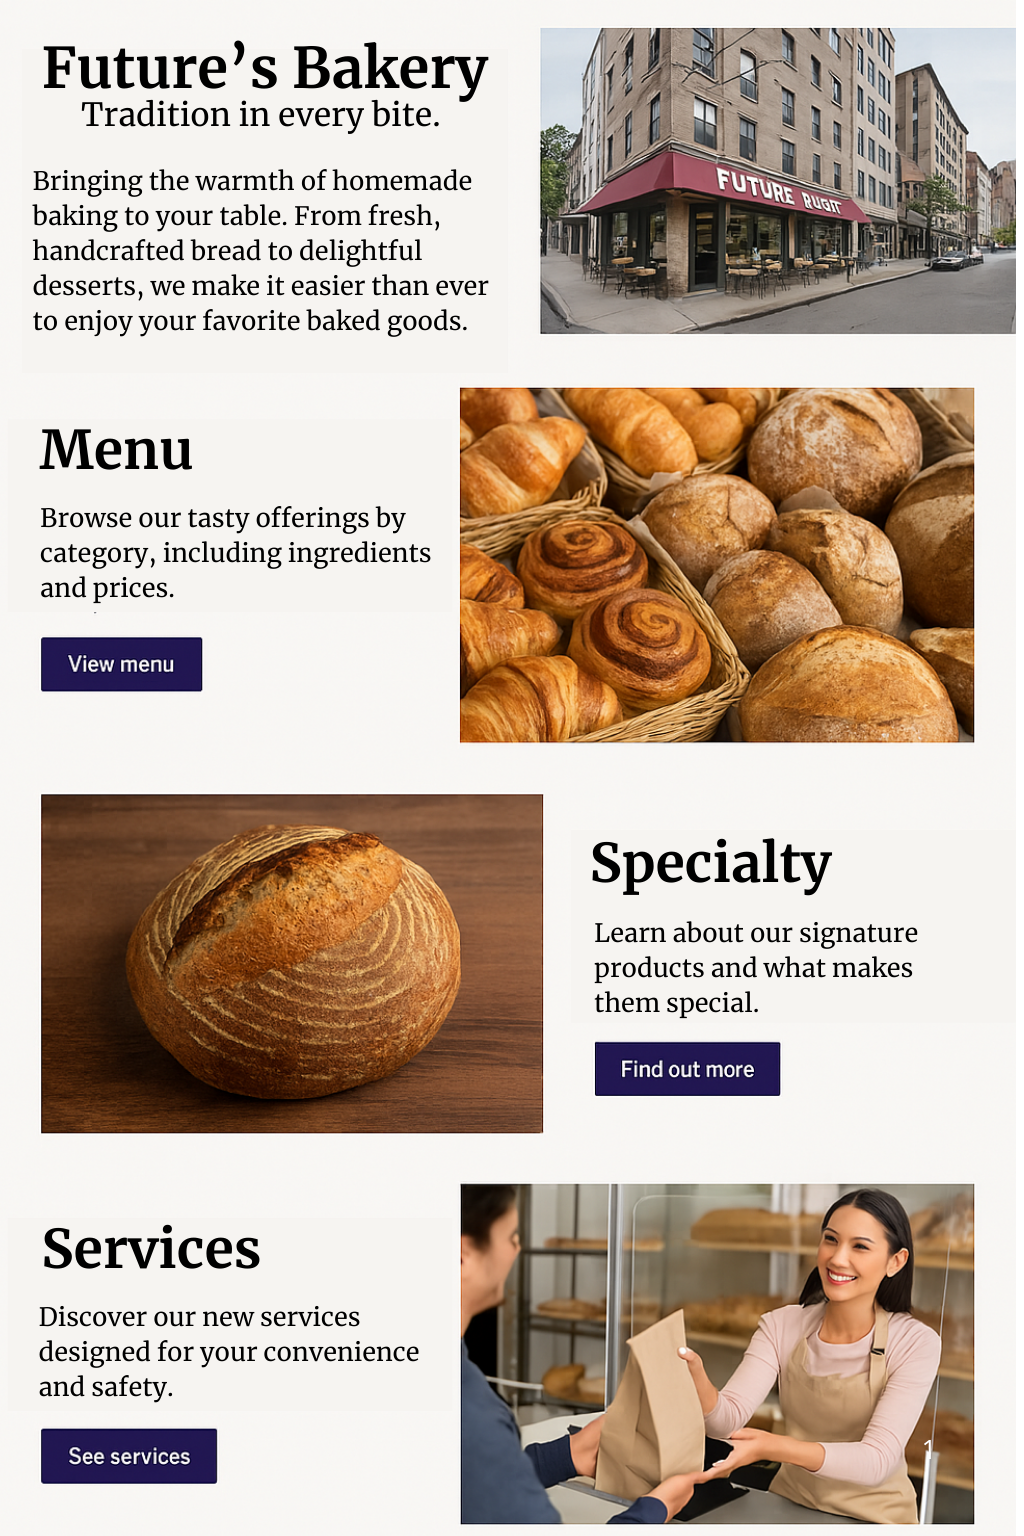 Future’s Bakery
Tradition in every bite.
Bringing the warmth of homemade
baking to your table. From fresh,
handcrafted bread to delightful
desserts, we make it easier than ever
to enjoy your favorite baked goods.
FUTURE
Menu
Browse our tasty offerings by
category, including ingredients
and prices.
View menu
Specialty
Learn about our signature
products and what makes
them special.
Find out more
Services
Discover our new services
designed for your convenience
and safety.
See services